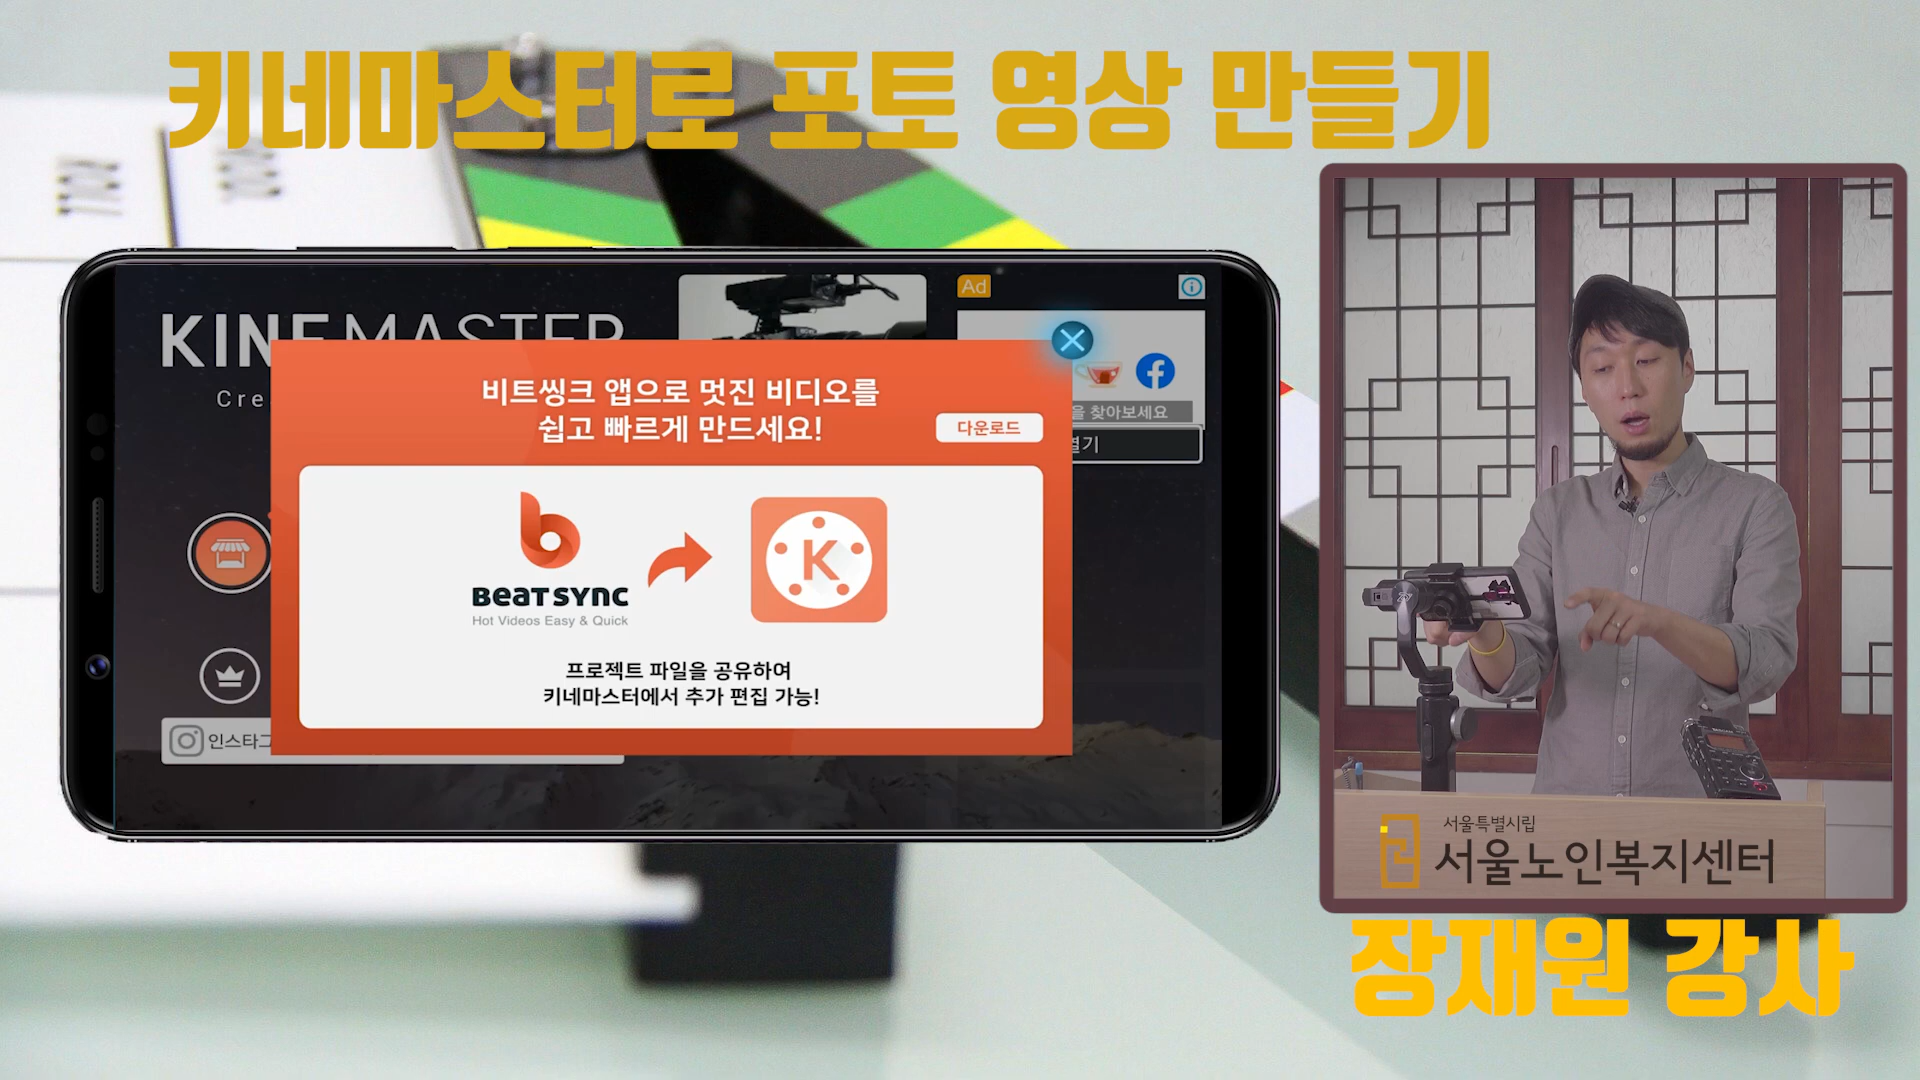 키네마스터로 포토 영상 만들기
KINEMASTER
Cre
Ad
비트씽크 앱으로 멋진 비디오를
쉽고 빠르게 만드세요!
다운로드
을 찾아보세요
열기
BEAT SYNC
Hot Videos Easy & Quick
K
프로젝트 파일을 공유하여
키네마스터에서 추가 편집 가능!
인스타그
서울특별시립
서울노인복지센터
장재원 강사